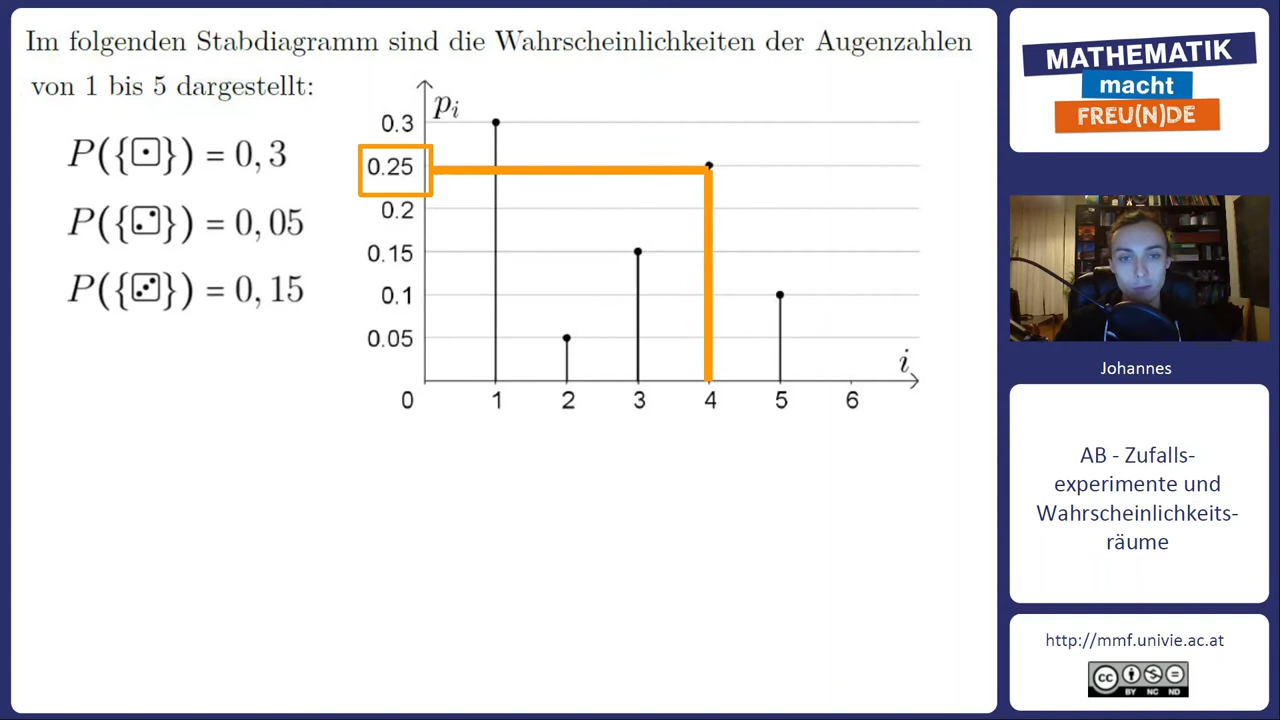 Im folgenden Stabdiagramm sind die Wahrscheinlichkeiten der Augenzahlen
von 1 bis 5 dargestellt:
P({⚀}) = 0, 3
P({⚁}) = 0, 05
P({⚂}) = 0, 15
pᵢ
0.3
0.25
0.2
0.15
0.1
0.05
i
0 1 2 3 4 5 6
MATHEMATIK
macht
FREU(N)DE
Johannes
AB - Zufalls-
experimente und
Wahrscheinlichkeits-
räume
http://mmf.univie.ac.at
cc
BY NC ND